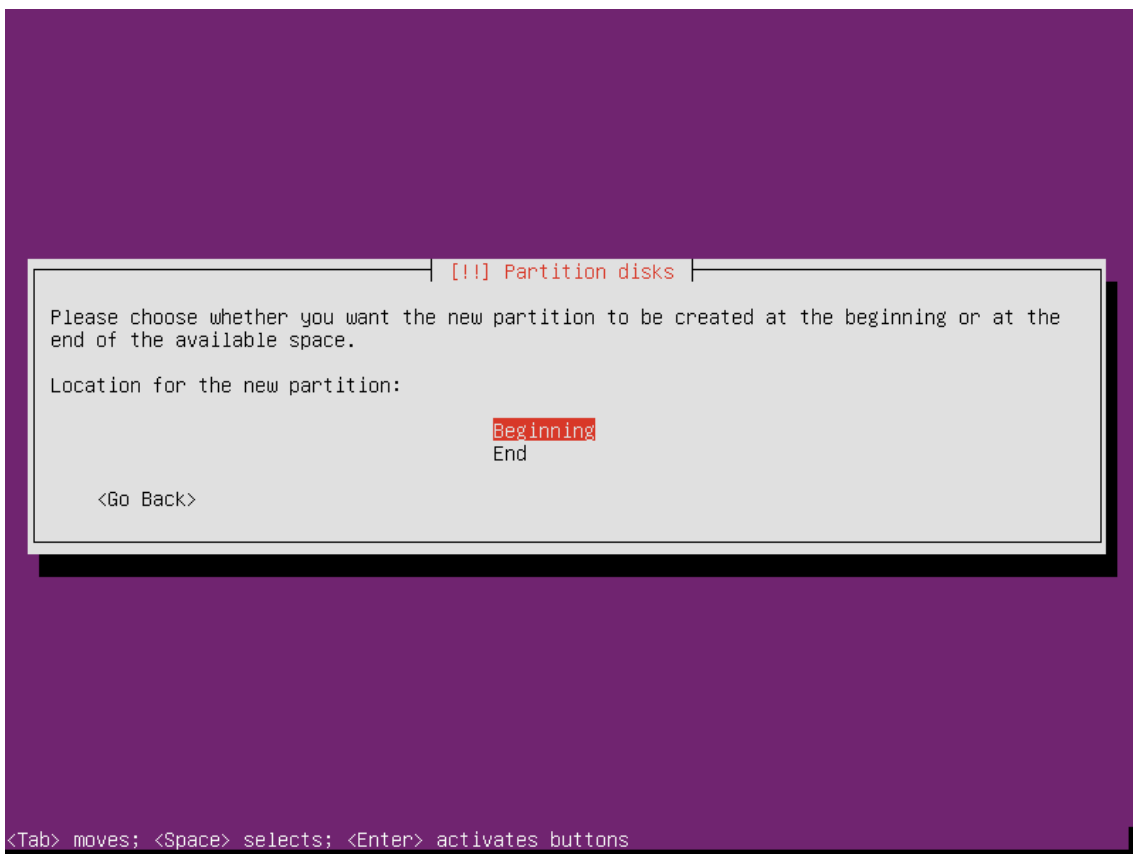 [!!] Partition disks
Please choose whether you want the new partition to be created at the beginning or at the
end of the available space.
Location for the new partition:
Beginning
End
<Go Back>
<Tab> moves; <Space> selects; <Enter> activates buttons